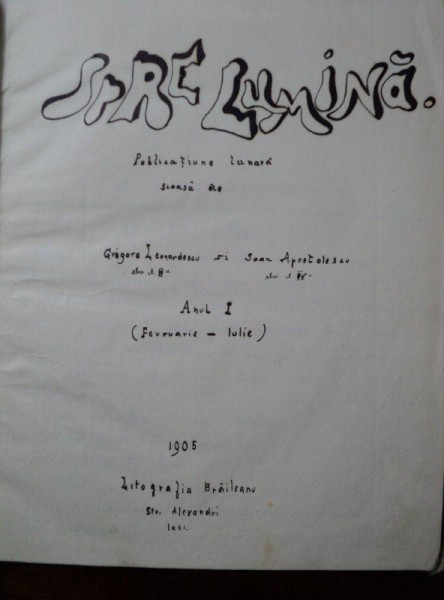 SPRE LUMINĂ.
Publicațiune lunară
scoasă de
Grigore Leonardescu și Ioan Apostolescu
Anul I
(Fevruarie – Iulie)
1905
Litografia Brăileanu
Str. Alexandri
Iasi.